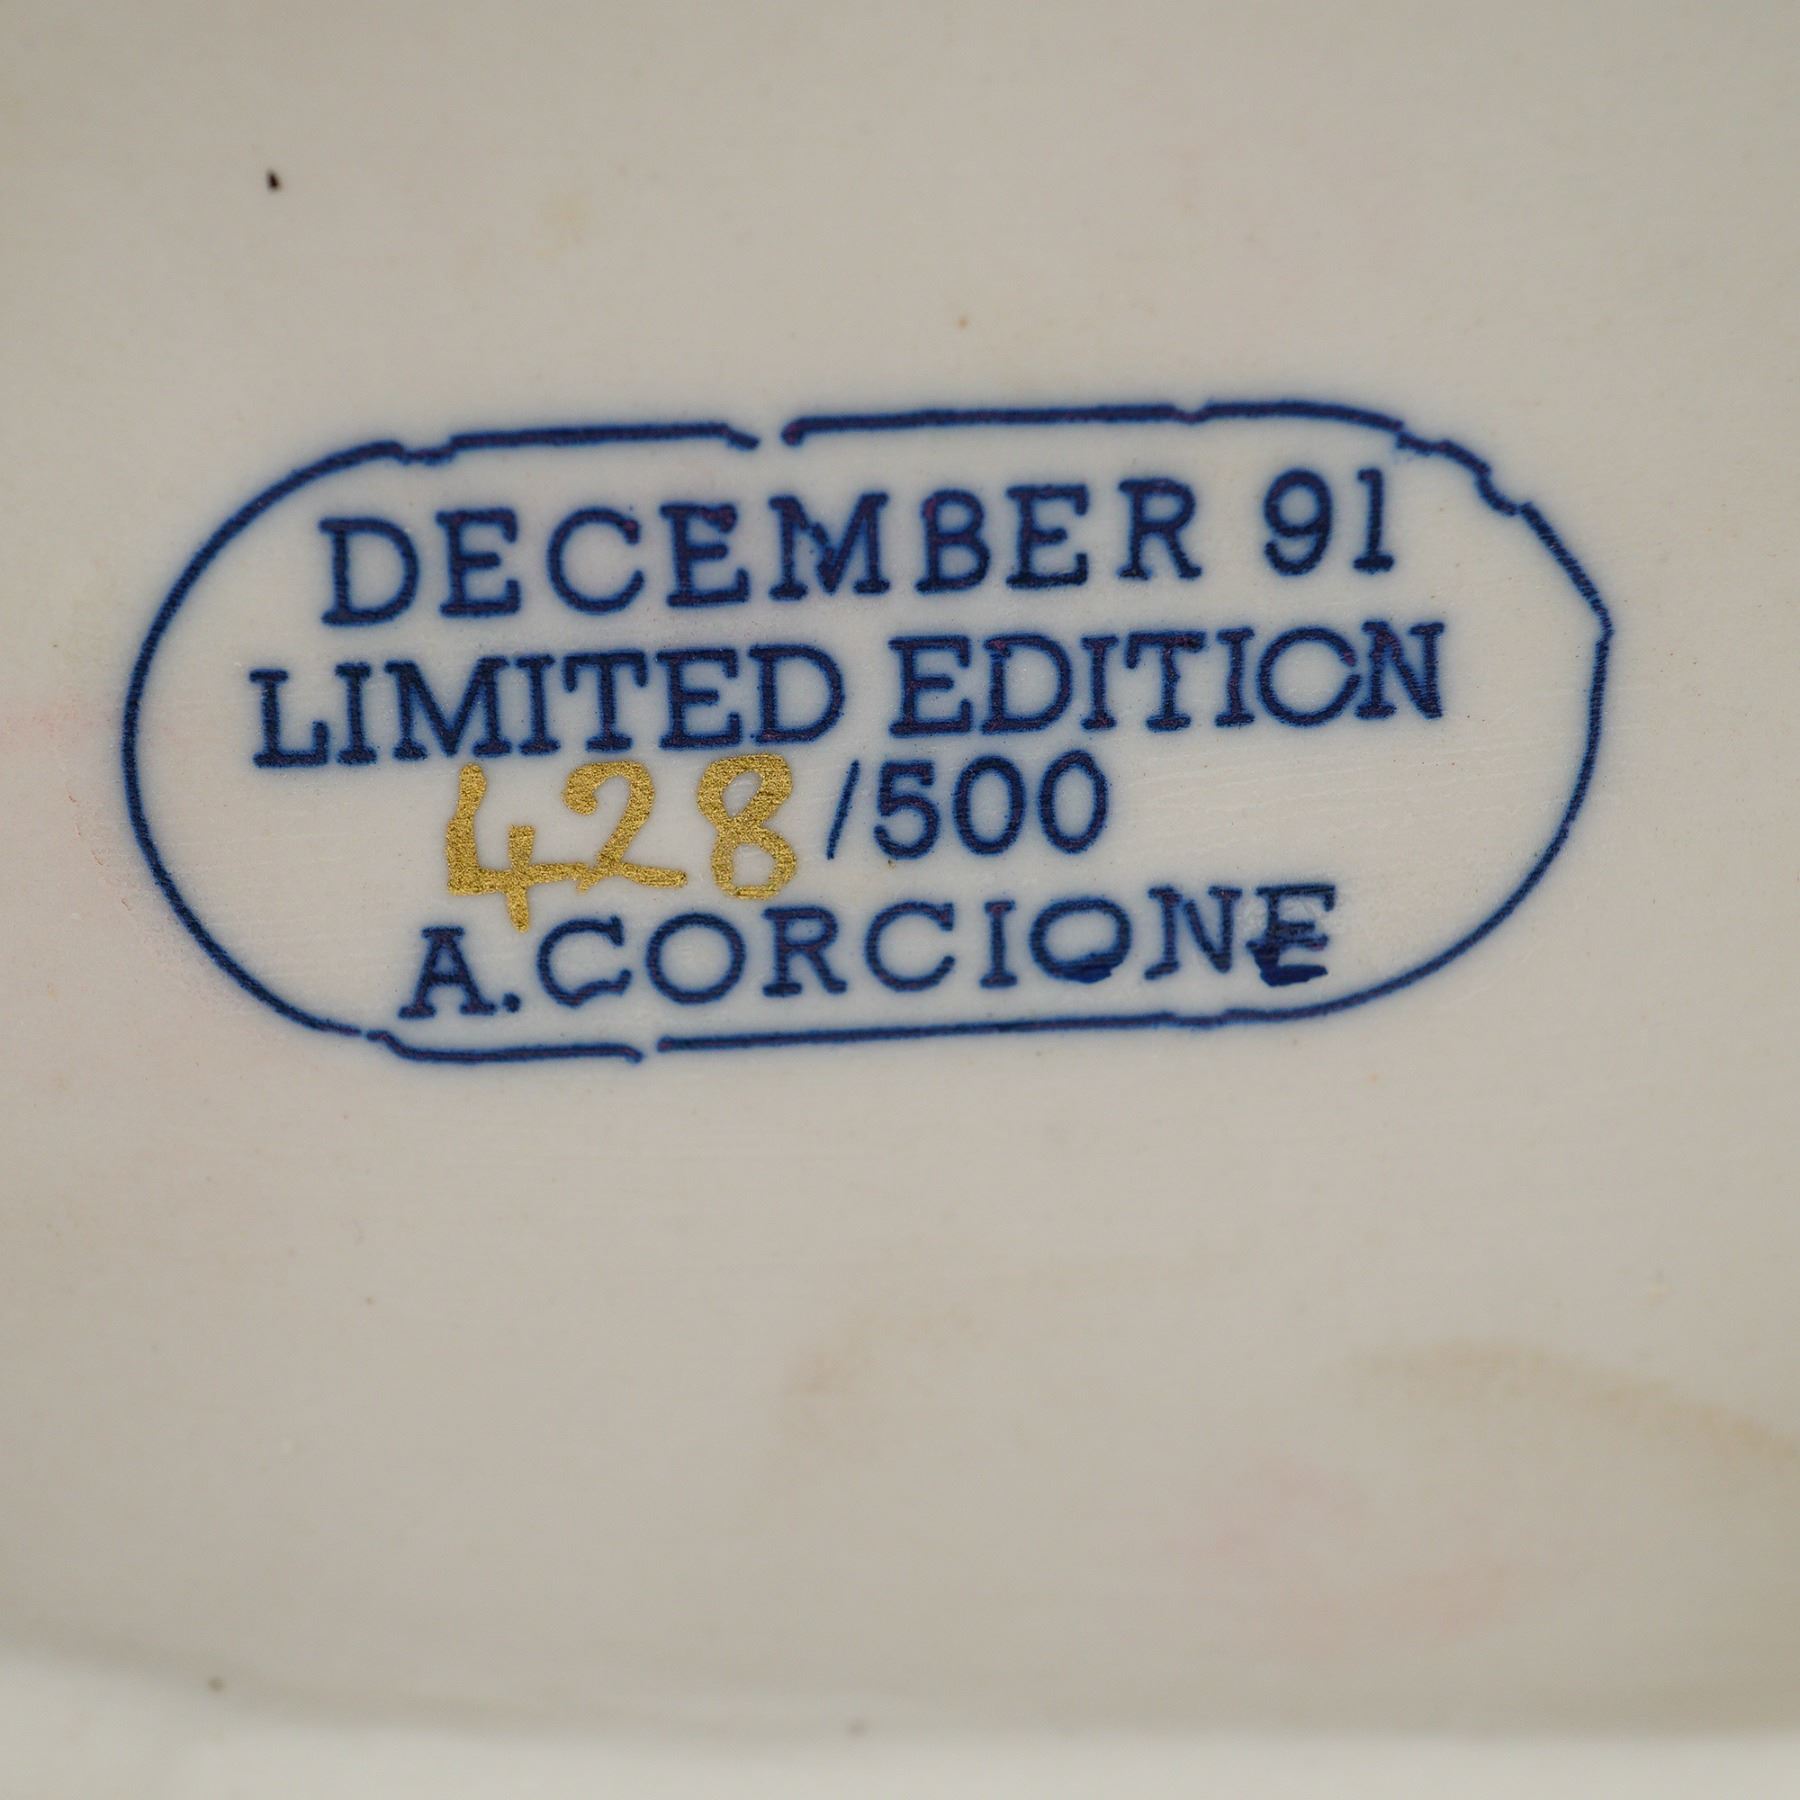 DECEMBER 91
LIMITED EDITION
428/500
A.CORCIONE